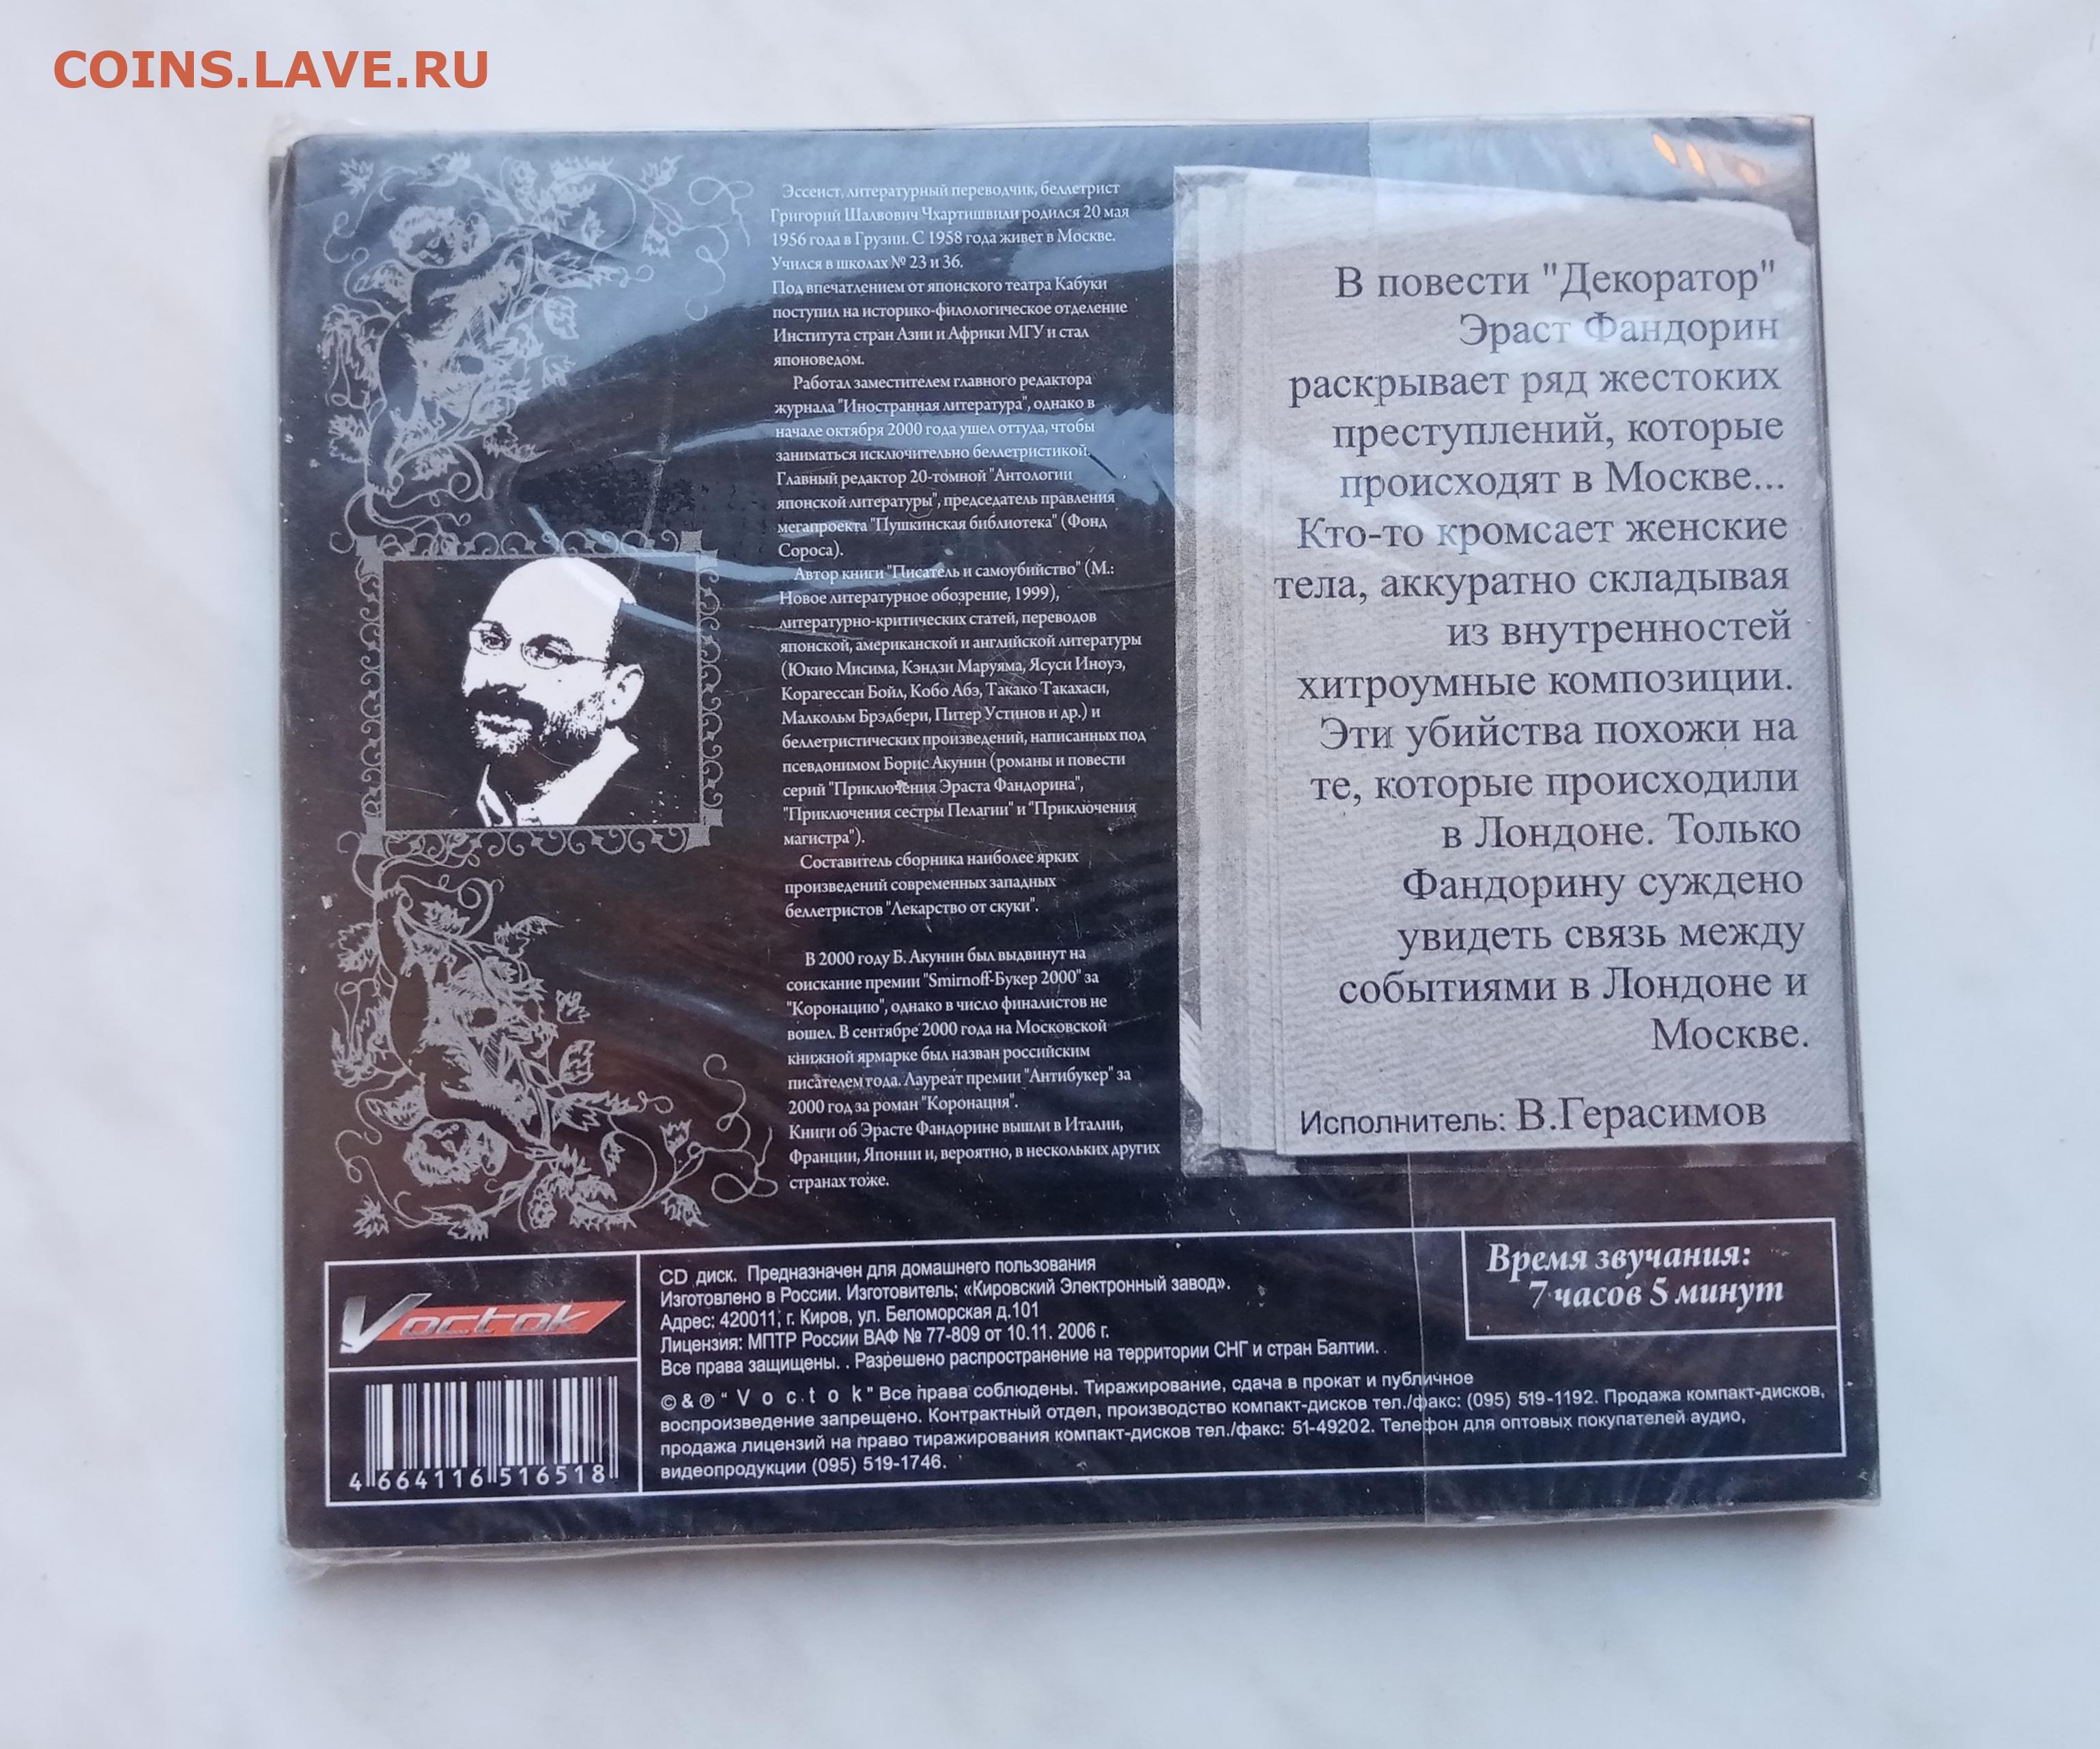 COINS.LAVE.RU
Эссеист, литературный переводчик, беллетрист
Григорий Шалвович Чхартишвили родился 20 мая
1956 года в Грузии. С 1958 года живет в Москве.
Учился в школах № 23 и 36.
Под впечатлением от японского театра Кабуки
поступил на историко-филологическое отделение
Института стран Азии и Африки МГУ и стал
японоведом.
Работал заместителем главного редактора
журнала "Иностранная литература", однако в
начале октября 2000 года ушел оттуда, чтобы
заниматься исключительно беллетристикой.
Главный редактор 20-томной "Антологии
японской литературы", председатель правления
мегапроекта "Пушкинская библиотека" (Фонд
Сороса).
Автор книги "Писатель и самоубийство" (М.:
Новое литературное обозрение, 1999),
литературно-критических статей, переводов
японской, американской и английской литературы
(Юкио Мисима, Кэндзи Маруяма, Ясуси Иноуэ,
Корагессан Бойл, Кобо Абэ, Такако Такахаси,
Малкольм Брэдбери, Питер Устинов и др.) и
беллетристических произведений, написанных под
псевдонимом Борис Акунин (романы и повести
серий "Приключения Эраста Фандорина",
"Приключения сестры Пелагии" и "Приключения
магистра").
Составитель сборника наиболее ярких
произведений современных западных
беллетристов "Лекарство от скуки".
В 2000 году Б. Акунин был выдвинут на
соискание премии "Smirnoff-Букер 2000" за
"Коронацию", однако в число финалистов не
вошел. В сентябре 2000 года на Московской
книжной ярмарке был назван российским
писателем года. Лауреат премии "Антибукер" за
2000 год за роман "Коронация".
Книги об Эрасте Фандорине вышли в Италии,
Франции, Японии и, вероятно, в нескольких других
странах тоже.
В повести "Декоратор"
Эраст Фандорин
раскрывает ряд жестоких
преступлений, которые
происходят в Москве...
Кто-то кромсает женские
тела, аккуратно складывая
из внутренностей
хитроумные композиции.
Эти убийства похожи на
те, которые происходили
в Лондоне. Только
Фандорину суждено
увидеть связь между
событиями в Лондоне и
Москве.
Исполнитель: В.Герасимов
Voctok
4 664116 516518
CD диск. Предназначен для домашнего пользования
Изготовлено в России. Изготовитель; «Кировский Электронный завод».
Адрес: 420011; г. Киров, ул. Беломорская д.101
Лицензия: МПТР России ВАФ № 77-809 от 10.11. 2006 г.
Все права защищены. . Разрешено распространение на территории СНГ и стран Балтии.
© & ℗ "V o c t o k" Все права соблюдены. Тиражирование, сдача в прокат и публичное
воспроизведение запрещено. Контрактный отдел, производство компакт-дисков тел./факс: (095) 519-1192. Продажа компакт-дисков,
продажа лицензий на право тиражирования компакт-дисков тел./факс: 51-49202. Телефон для оптовых покупателей аудио,
видеопродукции (095) 519-1746.
Время звучания:
7 часов 5 минут